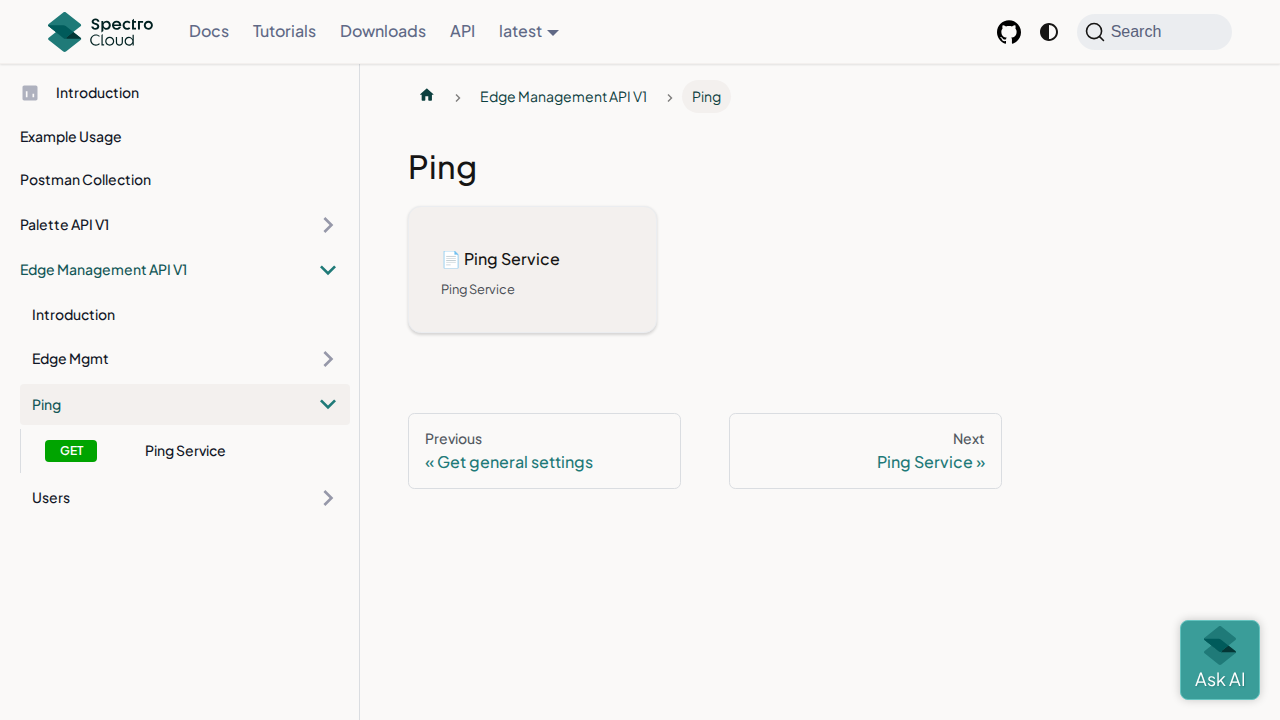 Spectro
Cloud
Docs
Tutorials
Downloads
API
latest
Search
Introduction
Example Usage
Postman Collection
Palette API V1
Edge Management API V1
Introduction
Edge Mgmt
Ping
GET
Ping Service
Users
Edge Management API V1
Ping
Ping
📄 Ping Service
Ping Service
Previous
« Get general settings
Next
Ping Service »
Ask AI